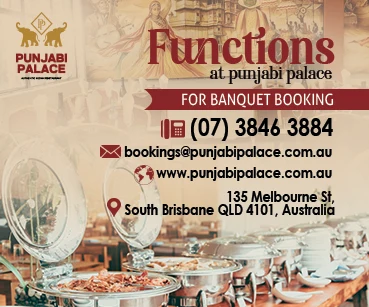 PUNJABI
PALACE
Functions
at punjabi palace
FOR BANQUET BOOKING
(07) 3846 3884
bookings@punjabipalace.com.au
www.punjabipalace.com.au
135 Melbourne St,
South Brisbane QLD 4101, Australia